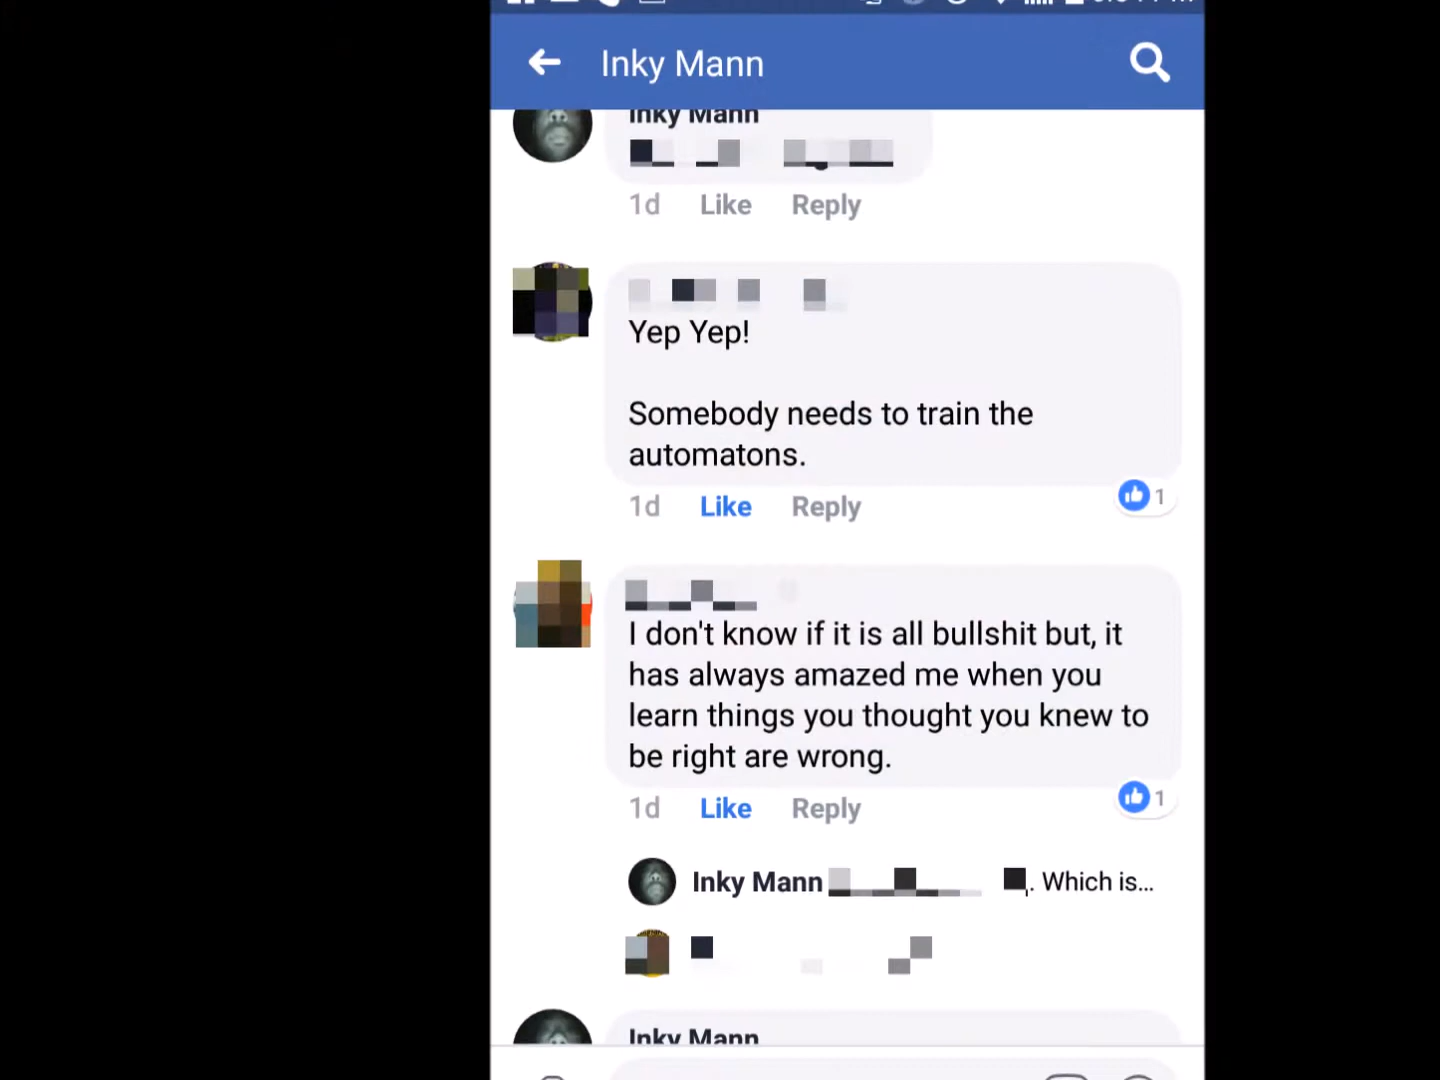 Inky Mann
Inky Mann
1d Like Reply
Yep Yep!
Somebody needs to train the
automatons.
1d Like Reply 1
I don't know if it is all bullshit but, it
has always amazed me when you
learn things you thought you knew to
be right are wrong.
1d Like Reply 1
Inky Mann . Which is...
Inky Mann